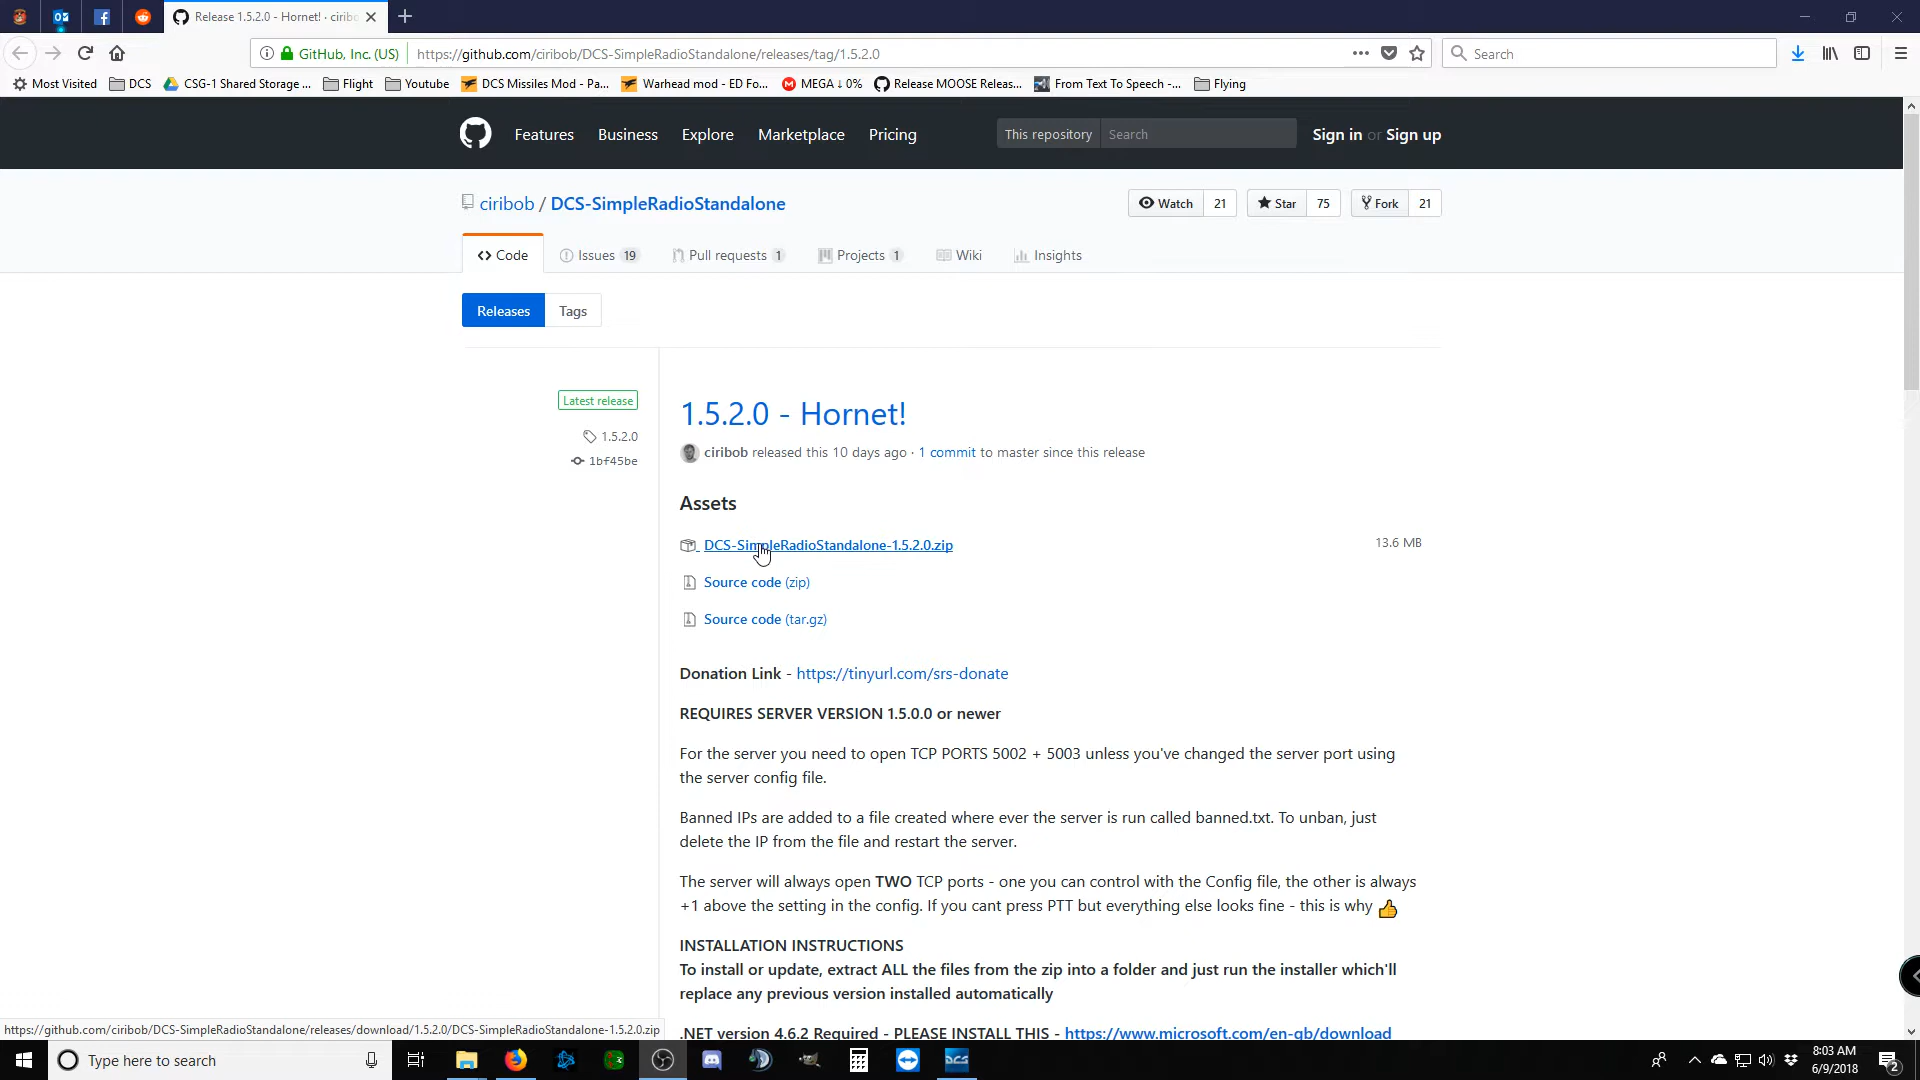 Release 1.5.2.0 - Hornet! · cirib
GitHub, Inc. (US)
https://github.com/ciribob/DCS-SimpleRadioStandalone/releases/tag/1.5.2.0
Search
Most Visited
DCS
CSG-1 Shared Storage ...
Flight
Youtube
DCS Missiles Mod - Pa...
Warhead mod - ED Fo...
MEGA ↓ 0%
Release MOOSE Releas...
From Text To Speech -...
Flying
Features
Business
Explore
Marketplace
Pricing
This repository
Search
Sign in or Sign up
ciribob / DCS-SimpleRadioStandalone
Watch 21
Star 75
Fork 21
Code
Issues 19
Pull requests 1
Projects 1
Wiki
Insights
Releases
Tags
Latest release
1.5.2.0
1bf45be
1.5.2.0 - Hornet!
ciribob released this 10 days ago · 1 commit to master since this release
Assets
DCS-SimpleRadioStandalone-1.5.2.0.zip
13.6 MB
Source code (zip)
Source code (tar.gz)
Donation Link - https://tinyurl.com/srs-donate
REQUIRES SERVER VERSION 1.5.0.0 or newer
For the server you need to open TCP PORTS 5002 + 5003 unless you've changed the server port using
the server config file.
Banned IPs are added to a file created where ever the server is run called banned.txt. To unban, just
delete the IP from the file and restart the server.
The server will always open TWO TCP ports - one you can control with the Config file, the other is always
+1 above the setting in the config. If you cant press PTT but everything else looks fine - this is why 👍
INSTALLATION INSTRUCTIONS
To install or update, extract ALL the files from the zip into a folder and just run the installer which'll
replace any previous version installed automatically
.NET version 4.6.2 Required - PLEASE INSTALL THIS - https://www.microsoft.com/en-gb/download
https://github.com/ciribob/DCS-SimpleRadioStandalone/releases/download/1.5.2.0/DCS-SimpleRadioStandalone-1.5.2.0.zip
Type here to search
DCS
8:03 AM
6/9/2018
2